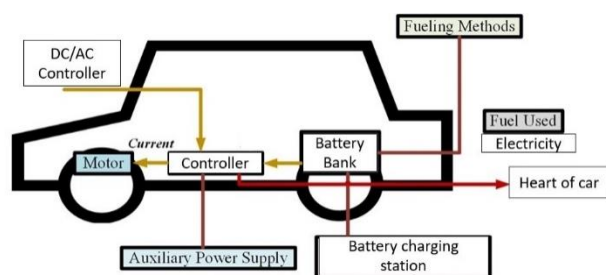 Fueling Methods
DC/AC
Controller
Fuel Used
Electricity
Current
Motor
Controller
Battery
Bank
Heart of car
Auxiliary Power Supply
Battery charging
station